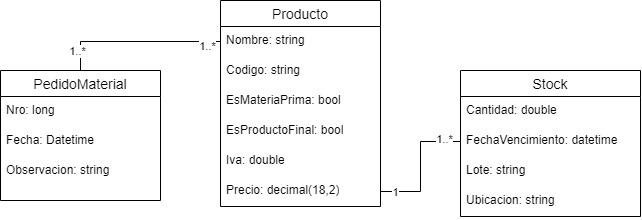 Producto
Nombre: string
Codigo: string
EsMateriaPrima: bool
EsProductoFinal: bool
Iva: double
Precio: decimal(18,2)
1..*
1..*
PedidoMaterial
Nro: long
Fecha: Datetime
Observacion: string
1
1..*
Stock
Cantidad: double
FechaVencimiento: datetime
Lote: string
Ubicacion: string